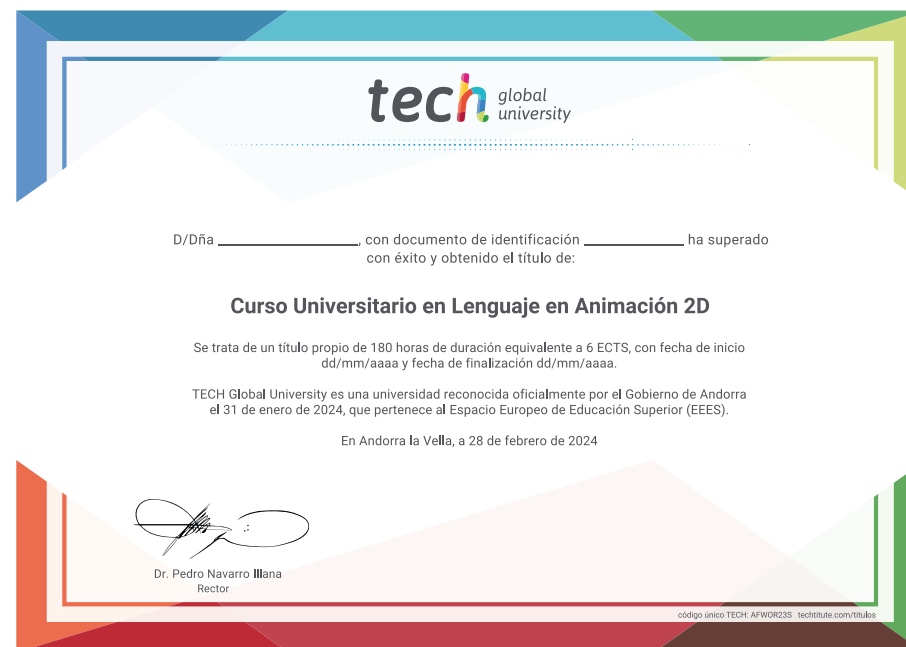 tech global university
D/Dña ____________________, con documento de identificación ______________ ha superado
con éxito y obtenido el título de:
Curso Universitario en Lenguaje en Animación 2D
Se trata de un título propio de 180 horas de duración equivalente a 6 ECTS, con fecha de inicio
dd/mm/aaaa y fecha de finalización dd/mm/aaaa.
TECH Global University es una universidad reconocida oficialmente por el Gobierno de Andorra
el 31 de enero de 2024, que pertenece al Espacio Europeo de Educación Superior (EEES).
En Andorra la Vella, a 28 de febrero de 2024
Dr. Pedro Navarro Illana
Rector
código único TECH: AFWOR23S techtitute.com/titulos